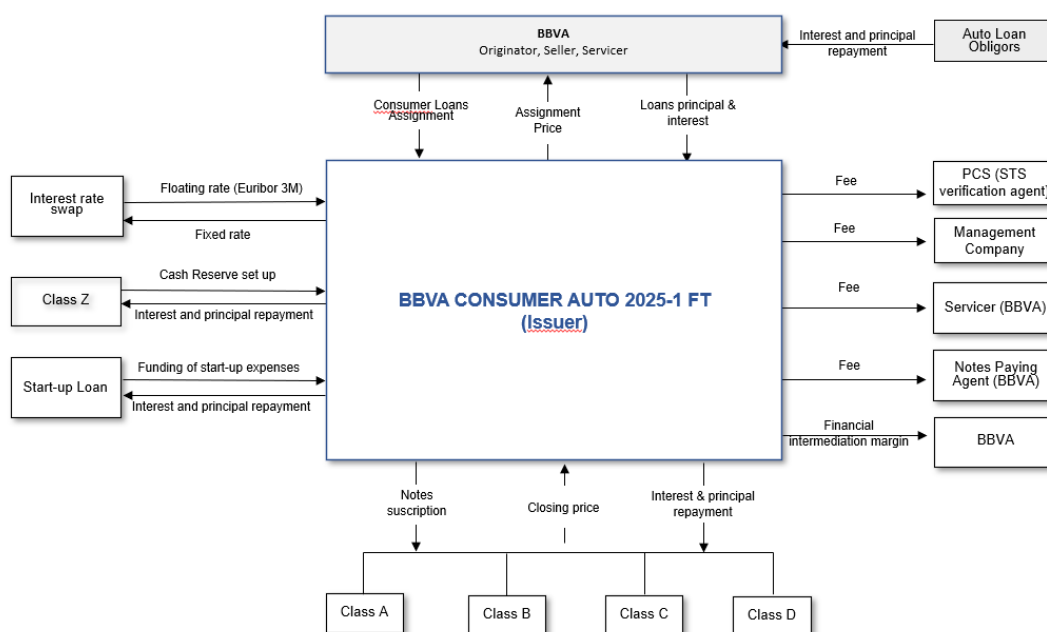 BBVA
Originator, Seller, Servicer
Interest and principal
repayment
Auto Loan
Obligors
Consumer Loans
Assignment
Assignment
Price
Loans principal &
interest
Interest rate
swap
Floating rate (Euribor 3M)
Fixed rate
Class Z
Cash Reserve set up
Interest and principal repayment
Start-up Loan
Funding of start-up expenses
Interest and principal repayment
BBVA CONSUMER AUTO 2025-1 FT
(Issuer)
Fee
PCS (STS
verification agent)
Fee
Management
Company
Fee
Servicer (BBVA)
Fee
Notes Paying
Agent (BBVA)
Financial
intermediation margin
BBVA
Notes
suscription
Closing price
Interest & principal
repayment
Class A
Class B
Class C
Class D